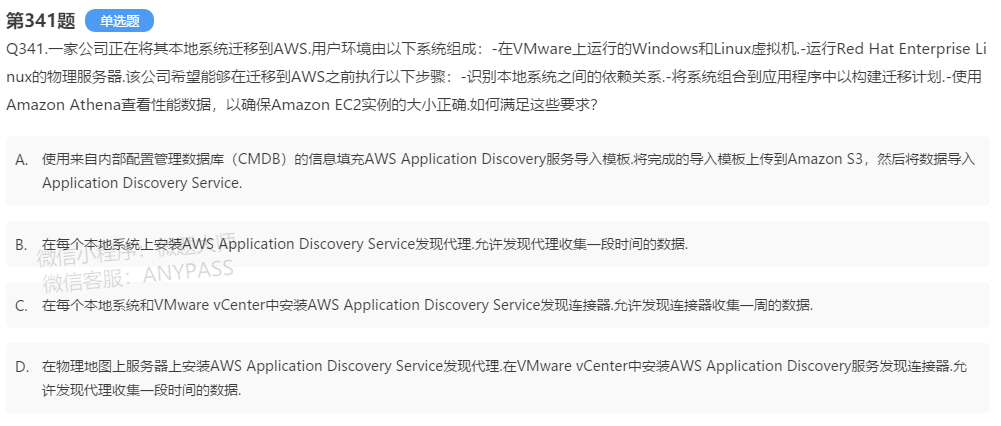 第341题 单选题
Q341.一家公司正在将其本地系统迁移到AWS.用户环境由以下系统组成：-在VMware上运行的Windows和Linux虚拟机.-运行Red Hat Enterprise Li
nux的物理服务器.该公司希望能够在迁移到AWS之前执行以下步骤：-识别本地系统之间的依赖关系.-将系统组合到应用程序中以构建迁移计划.-使用
Amazon Athena查看性能数据，以确保Amazon EC2实例的大小正确.如何满足这些要求?
A. 使用来自内部配置管理数据库（CMDB）的信息填充AWS Application Discovery服务导入模板.将完成的导入模板上传到Amazon S3，然后将数据导入
Application Discovery Service.
B. 在每个本地系统上安装AWS Application Discovery Service发现代理.允许发现代理收集一段时间的数据.
微信小程序：微题大师
微信客服：ANYPASS
C. 在每个本地系统和VMware vCenter中安装AWS Application Discovery Service发现连接器.允许发现连接器收集一周的数据.
D. 在物理地图上服务器上安装AWS Application Discovery Service发现代理.在VMware vCenter中安装AWS Application Discovery服务发现连接器.允
许发现代理收集一段时间的数据.